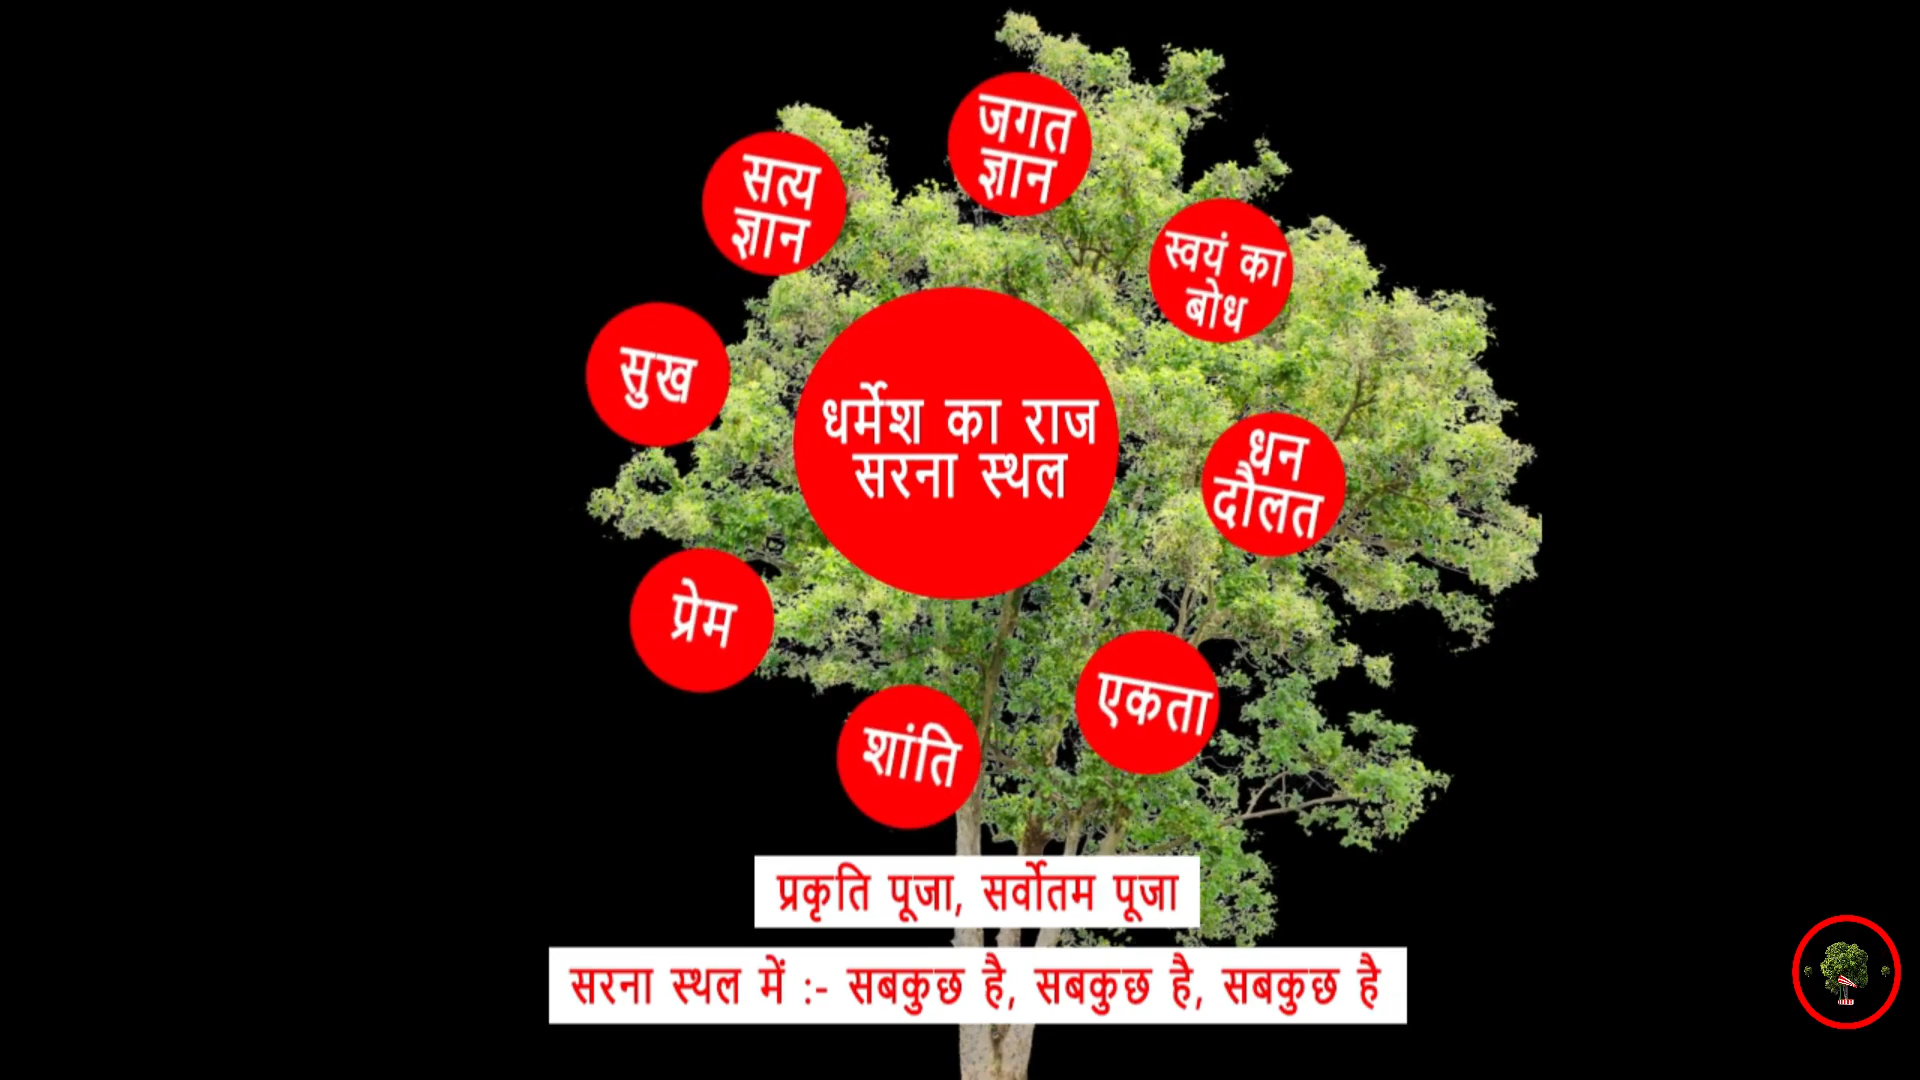 जगत
ज्ञान
सत्य
ज्ञान
स्वयं का
बोध
सुख
धर्मेश का राज
सरना स्थल
धन
दौलत
प्रेम
एकता
शांति
प्रकृति पूजा, सर्वोतम पूजा
सरना स्थल में :- सबकुछ है, सबकुछ है, सबकुछ है